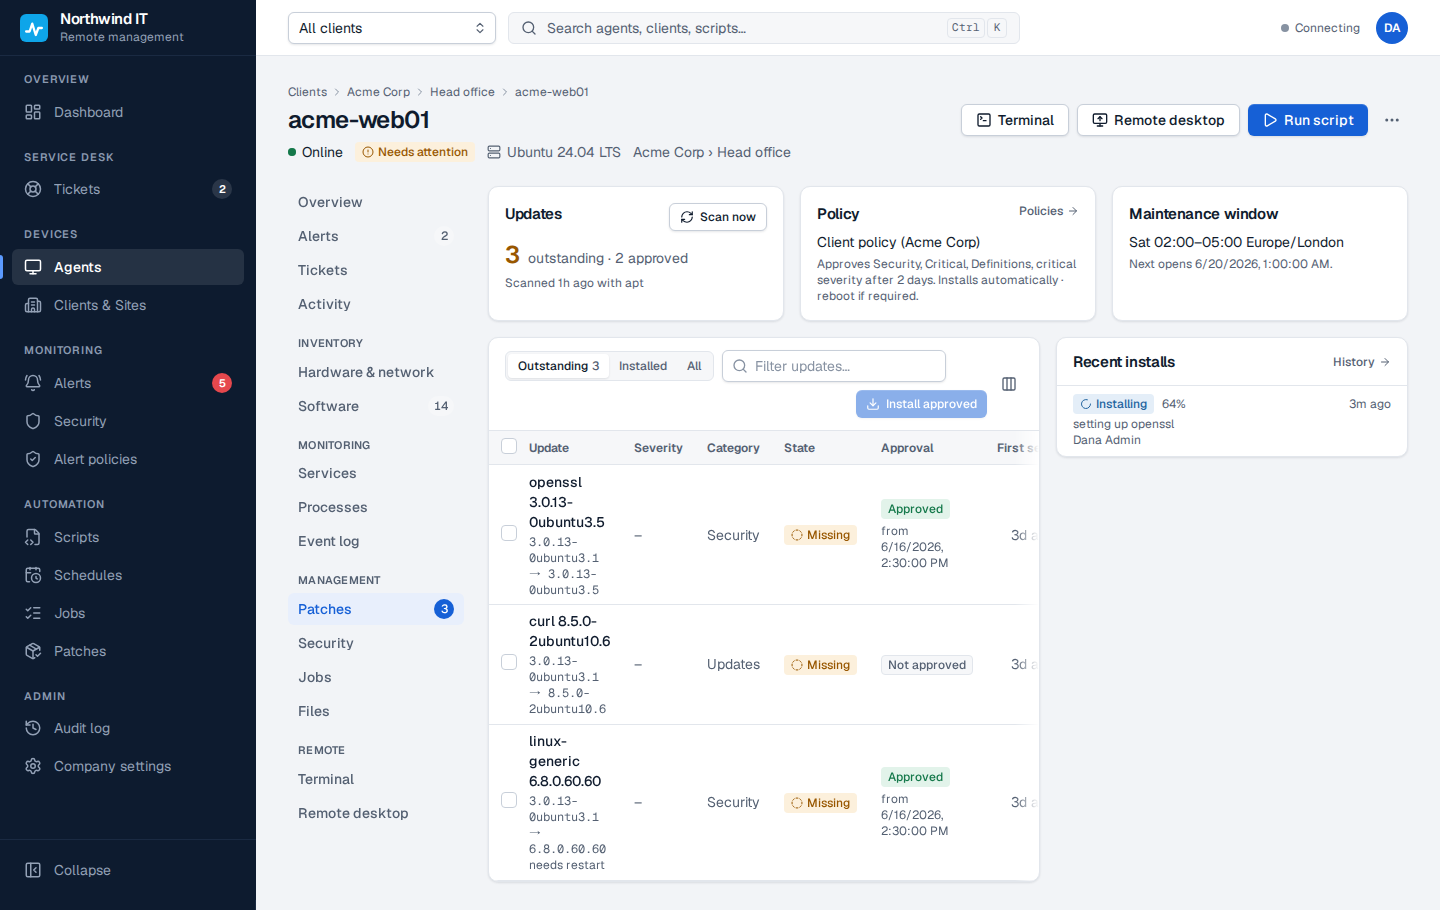 Northwind IT
Remote management
All clients
Search agents, clients, scripts...
Ctrl K
Connecting
DA
OVERVIEW
Dashboard
SERVICE DESK
Tickets 2
DEVICES
Agents
Clients & Sites
MONITORING
Alerts 5
Security
Alert policies
AUTOMATION
Scripts
Schedules
Jobs
Patches
ADMIN
Audit log
Company settings
Collapse
Clients > Acme Corp > Head office > acme-web01
acme-web01
Terminal
Remote desktop
Run script
Online
Needs attention
Ubuntu 24.04 LTS
Acme Corp › Head office
Overview
Alerts 2
Tickets
Activity
INVENTORY
Hardware & network
Software 14
MONITORING
Services
Processes
Event log
MANAGEMENT
Patches 3
Security
Jobs
Files
REMOTE
Terminal
Remote desktop
Updates
Scan now
3 outstanding · 2 approved
Scanned 1h ago with apt
Policy
Policies →
Client policy (Acme Corp)
Approves Security, Critical, Definitions, critical
severity after 2 days. Installs automatically ·
reboot if required.
Maintenance window
Sat 02:00–05:00 Europe/London
Next opens 6/20/2026, 1:00:00 AM.
Outstanding 3 Installed All
Filter updates...
Install approved
Update Severity Category State Approval First se
openssl
3.0.13-
0ubuntu3.5
3.0.13-
0ubuntu3.1
→ 3.0.13-
0ubuntu3.5
–
Security
Missing
Approved
from
6/16/2026,
2:30:00 PM
3d a
curl 8.5.0-
2ubuntu10.6
3.0.13-
0ubuntu3.1
→ 8.5.0-
2ubuntu10.6
–
Updates
Missing
Not approved
3d a
linux-
generic
6.8.0.60.60
3.0.13-
0ubuntu3.1
→
6.8.0.60.60
needs restart
–
Security
Missing
Approved
from
6/16/2026,
2:30:00 PM
3d a
Recent installs
History →
Installing 64% 3m ago
setting up openssl
Dana Admin